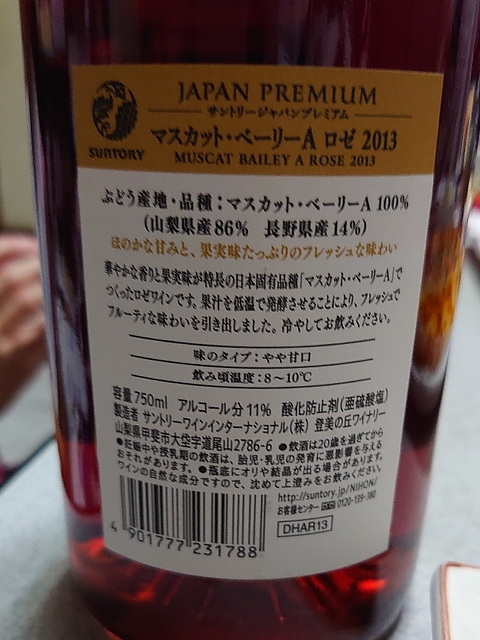 JAPAN PREMIUM
サントリージャパンプレミアム
マスカット・ベーリーA ロゼ 2013
SUNTORY
MUSCAT BAILEY A ROSE 2013
ぶどう産地・品種：マスカット・ベーリーA 100%
(山梨県産86% 長野県産14%)
ほのかな甘みと、果実味たっぷりのフレッシュな味わい
華やかな香りと果実味が特長の日本固有品種「マスカット・ベーリーA」で
つくったロゼワインです。果汁を低温で発酵させることにより、フレッシュで
フルーティな味わいを引き出しました。冷やしてお飲みください。
味のタイプ：やや甘口
飲み頃温度：8～10℃
容量750ml アルコール分11% 酸化防止剤(亜硫酸塩)
製造者 サントリーワインインターナショナル(株) 登美の丘ワイナリー
山梨県甲斐市大垈字道尾山2786-6 ●飲酒は20歳を過ぎてから
●妊娠中や授乳期の飲酒は、胎児・乳児の発育に悪影響を与える
おそれがあります。●瓶底にオリや結晶が出る場合があります。
ワインの自然な成分ですので、沈めて上澄みをお飲みください。
http://suntory.jp/NIHON/
お客様センター 0120-139-380
DHAR13
4 901777 231788